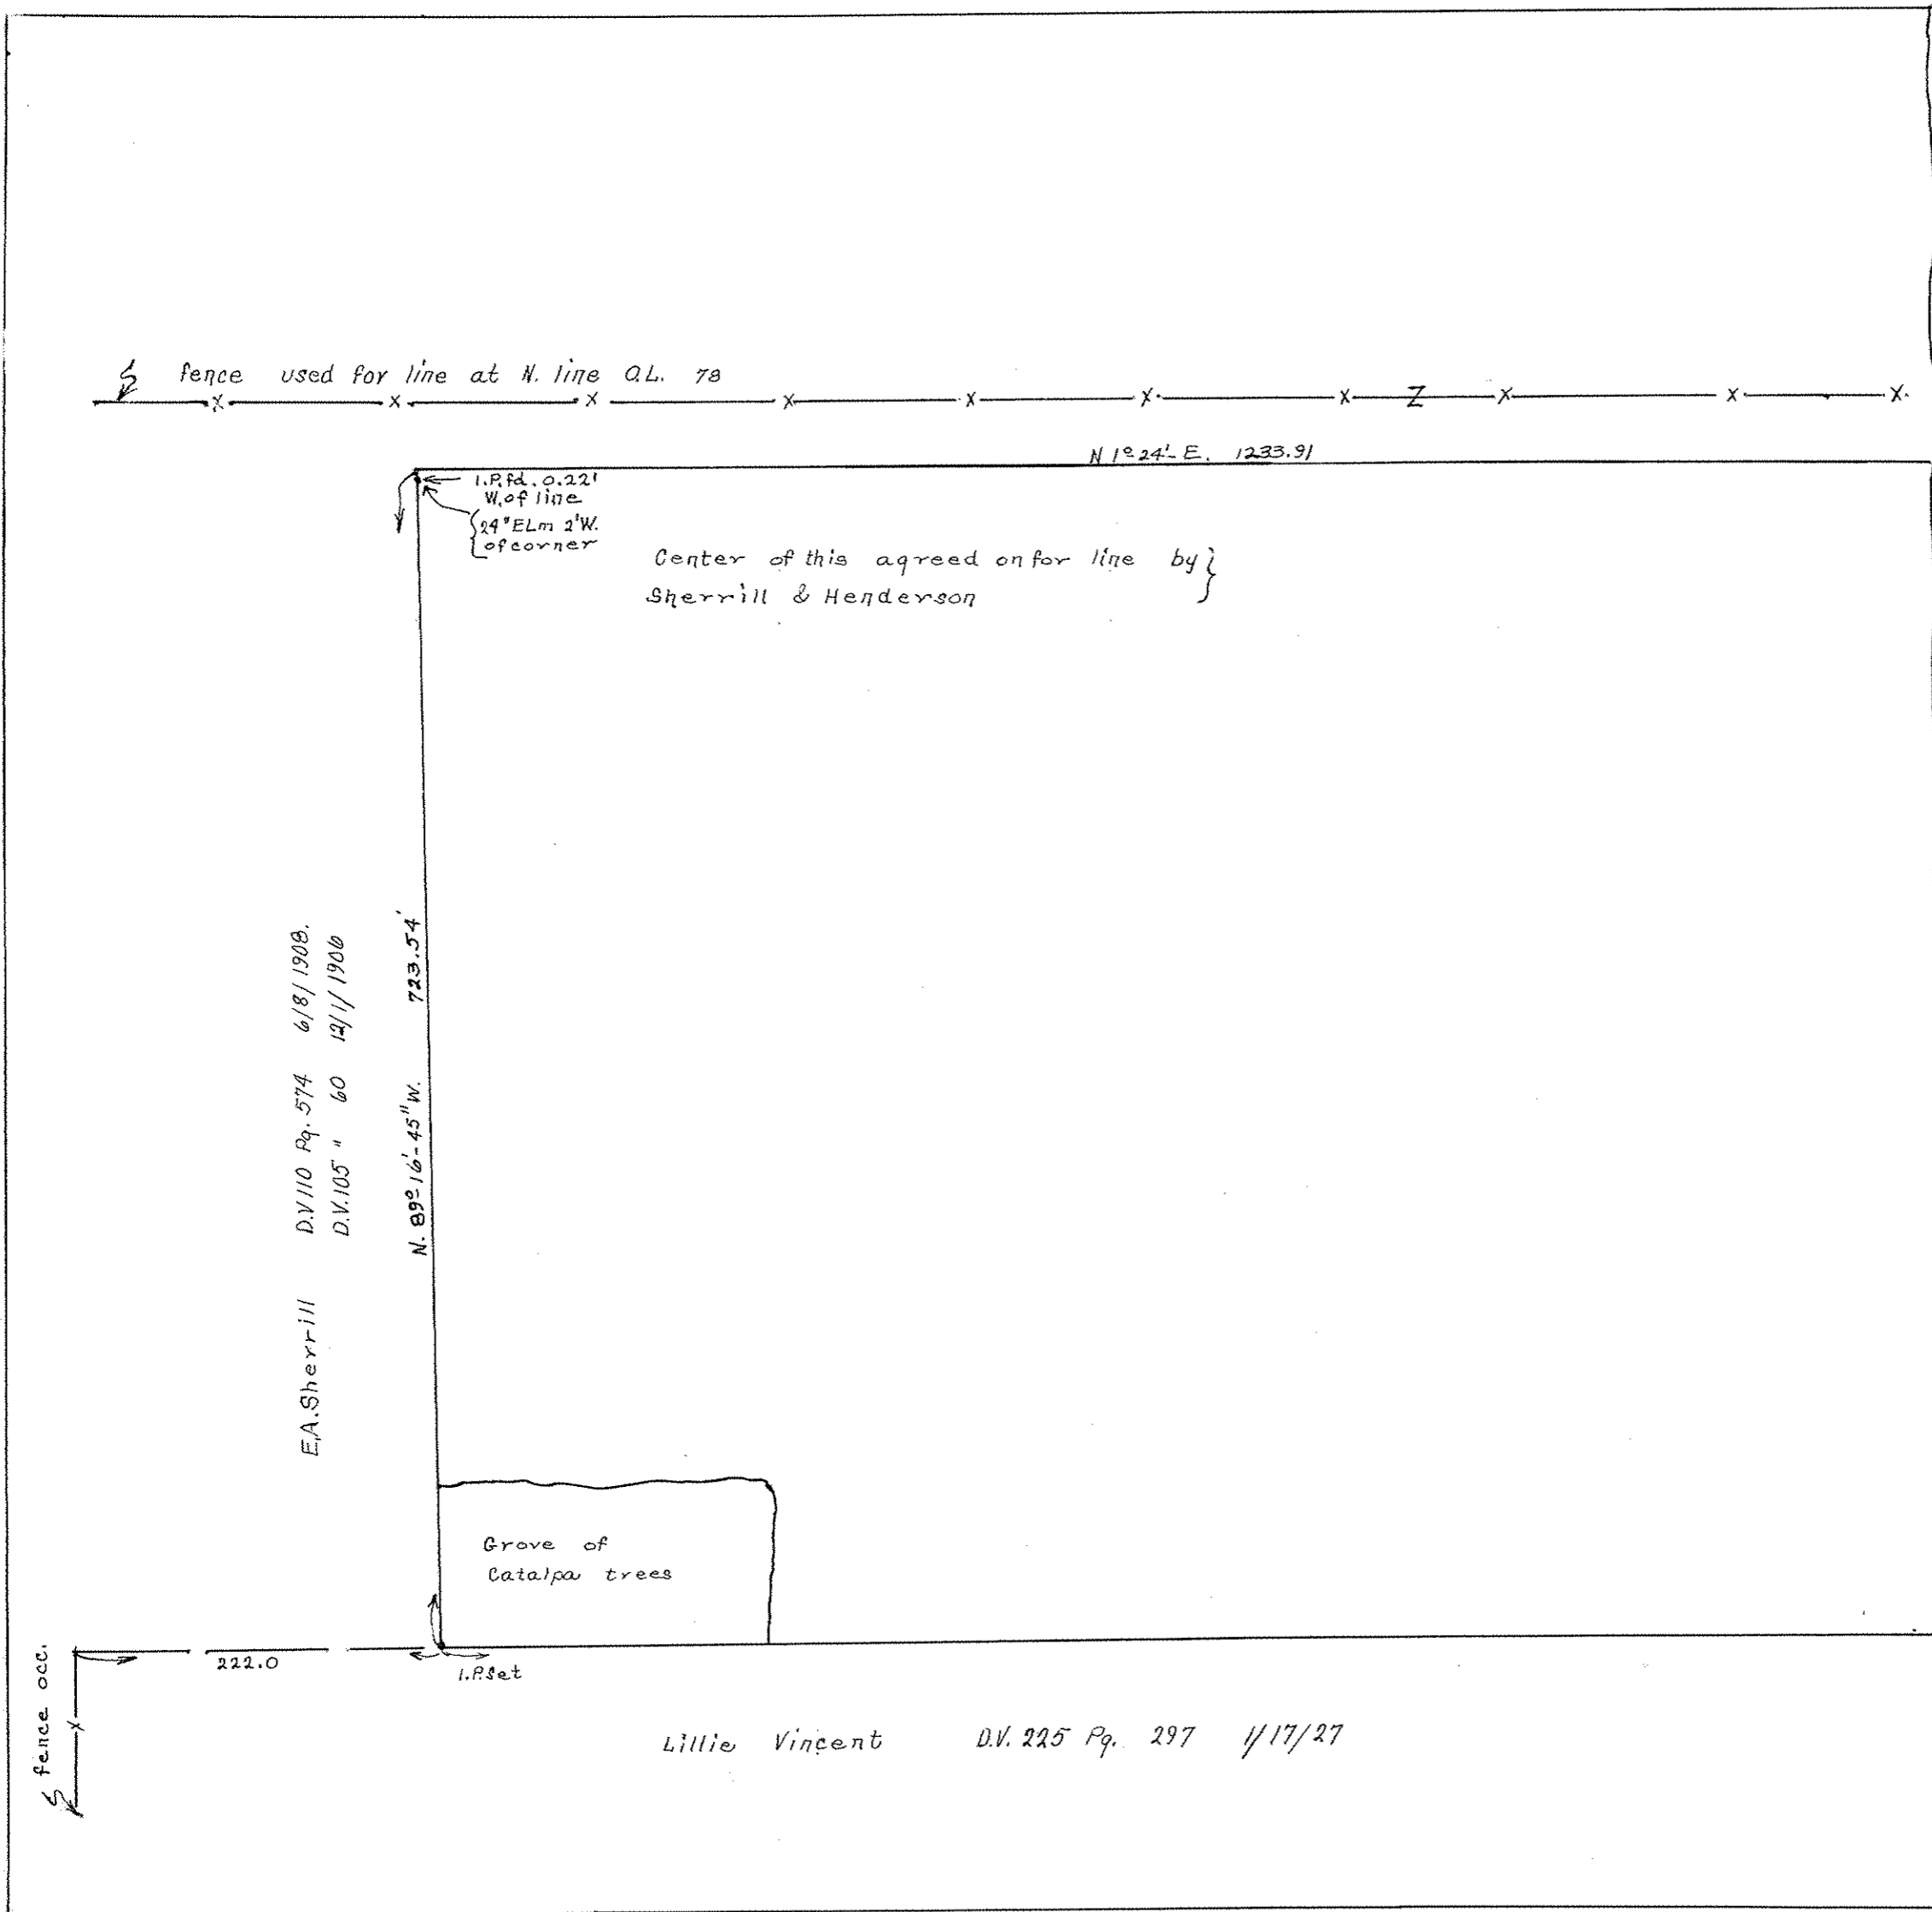 fence used for line at N. line O.L. 78
Z
N 1° 24'- E. 1233.91
I.P. fd. 0.22'
W. of line
24" ELm 2' W.
of corner
Center of this agreed on for line by
Sherrill & Henderson
N. 89° 16'- 45" W. 723.54'
E.A. Sherrill D.V 110 Pg. 574 6/8/1908.
D.V. 105 " 60 12/1/1906
Grove of
Catalpa trees
222.0
I.P. Set
fence occ.
Lillie Vincent D.V. 225 Pg. 297 1/17/27